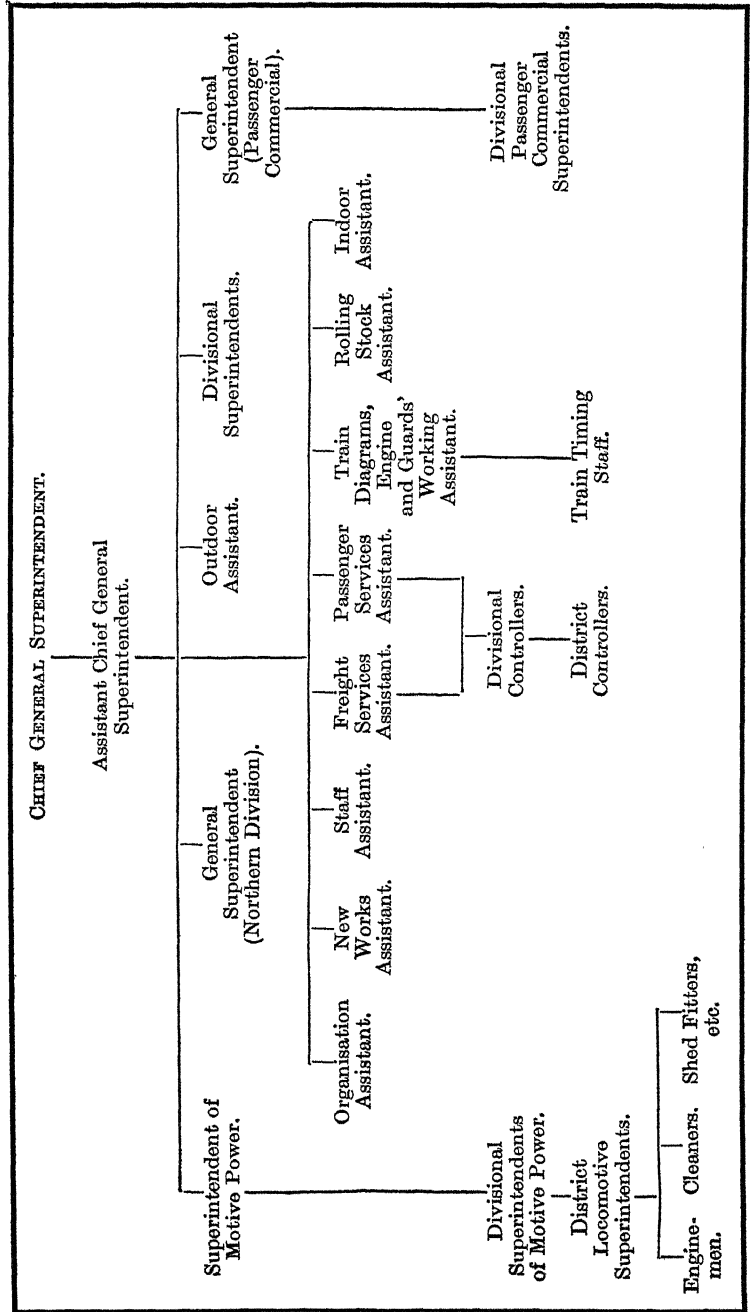 CHIEF GENERAL SUPERINTENDENT.
Assistant Chief General
Superintendent.
Superintendent of
Motive Power.
General
Superintendent
(Northern Division).
Outdoor
Assistant.
Divisional
Superintendents.
General
Superintendent
(Passenger
Commercial).
Organisation
Assistant.
New
Works
Assistant.
Staff
Assistant.
Freight
Services
Assistant.
Passenger
Services
Assistant.
Train
Diagrams,
Engine
and Guards'
Working
Assistant.
Rolling
Stock
Assistant.
Indoor
Assistant.
Divisional
Superintendents
of Motive Power.
Divisional
Controllers.
Train Timing
Staff.
Divisional
Passenger
Commercial
Superintendents.
District
Locomotive
Superintendents.
District
Controllers.
Engine-
men.
Cleaners.
Shed Fitters,
etc.